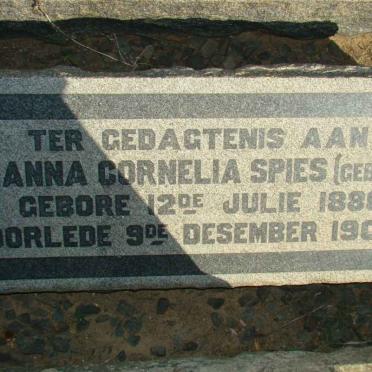 TER GEDAGTENIS AAN
ANNA CORNELIA SPIES (GEB
GEBORE 12DE JULIE 188
OORLEDE 9DE DESEMBER 190